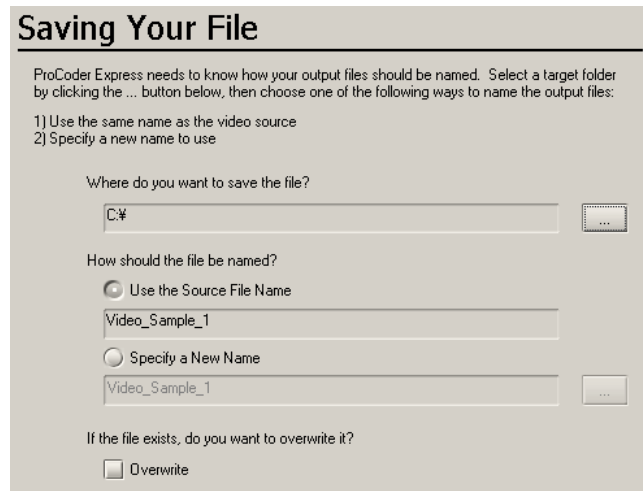 Saving Your File
ProCoder Express needs to know how your output files should be named. Select a target folder
by clicking the ... button below, then choose one of the following ways to name the output files:
1) Use the same name as the video source
2) Specify a new name to use
Where do you want to save the file?
C:¥
...
How should the file be named?
Use the Source File Name
Video_Sample_1
Specify a New Name
Video_Sample_1
...
If the file exists, do you want to overwrite it?
Overwrite